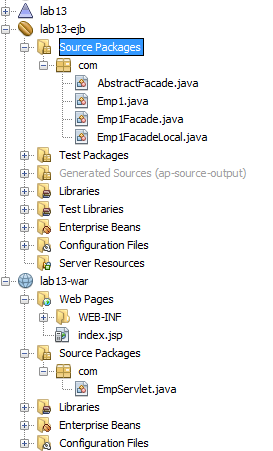 lab13
lab13-ejb
Source Packages
com
AbstractFacade.java
Emp1.java
Emp1Facade.java
Emp1FacadeLocal.java
Test Packages
Generated Sources (ap-source-output)
Libraries
Test Libraries
Enterprise Beans
Configuration Files
Server Resources
lab13-war
Web Pages
WEB-INF
index.jsp
Source Packages
com
EmpServlet.java
Libraries
Enterprise Beans
Configuration Files